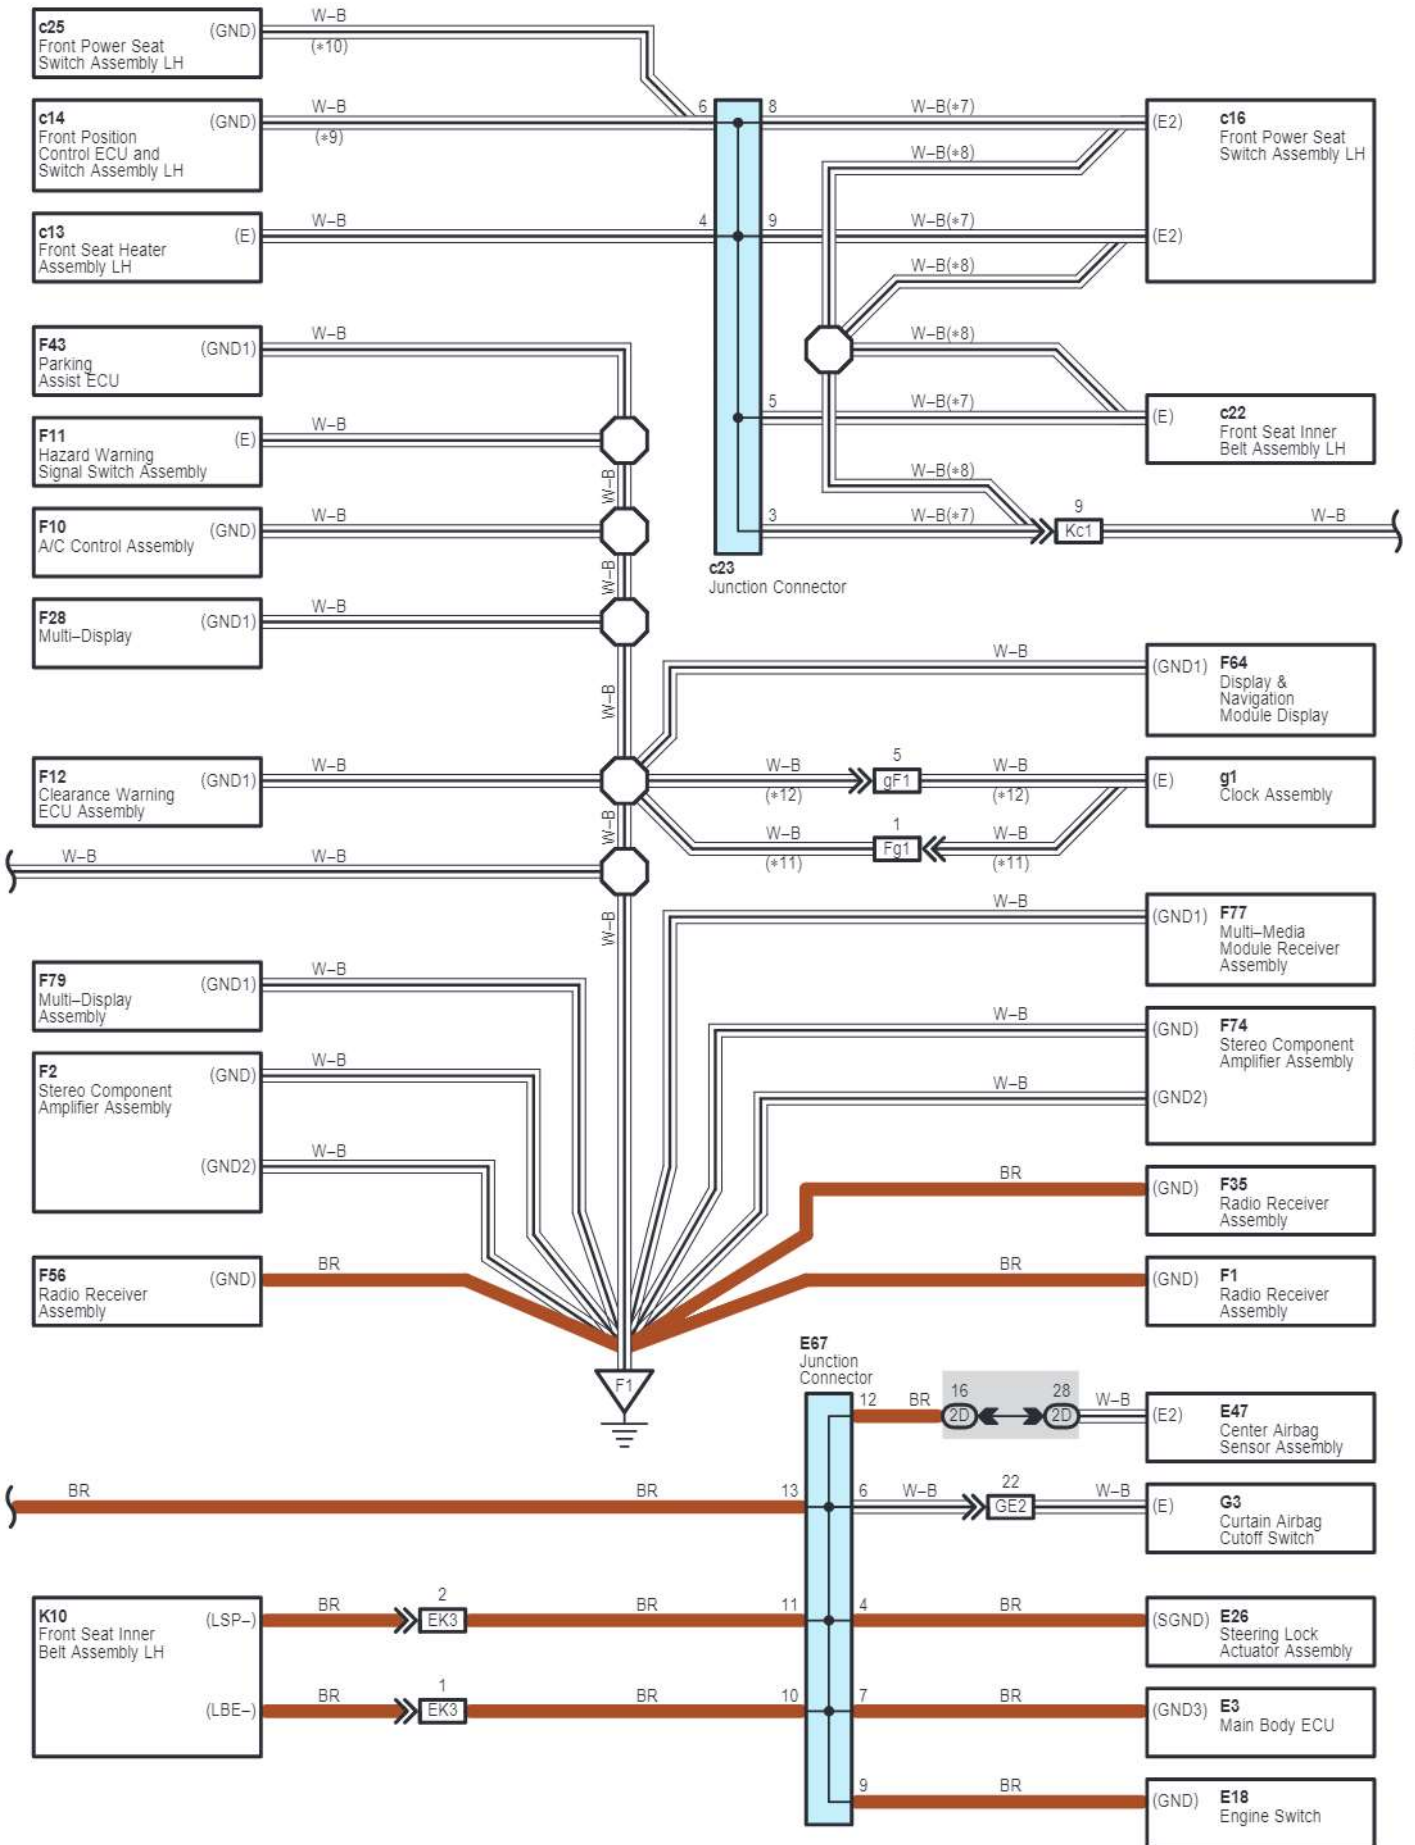 c25
(GND)
Front Power Seat
Switch Assembly LH
W–B
(*10)
c14
(GND)
Front Position
Control ECU and
Switch Assembly LH
W–B
(*9)
6
8
W–B(*7)
W–B(*8)
(E2)
c16
Front Power Seat
Switch Assembly LH
c13
(E)
Front Seat Heater
Assembly LH
W–B
4
9
W–B(*7)
W–B(*8)
(E2)
F43
(GND1)
Parking
Assist ECU
W–B
W–B(*8)
5
W–B(*7)
(E)
c22
Front Seat Inner
Belt Assembly LH
F11
(E)
Hazard Warning
Signal Switch Assembly
W–B
W–B
W–B(*8)
3
W–B(*7)
9
Kc1
W–B
F10
(GND)
A/C Control Assembly
W–B
W–B
c23
Junction Connector
F28
(GND1)
Multi–Display
W–B
W–B
W–B
(GND1)
F64
Display &
Navigation
Module Display
F12
(GND1)
Clearance Warning
ECU Assembly
W–B
W–B
W–B
(*12)
5
gF1
W–B
(*12)
(E)
g1
Clock Assembly
W–B
(*11)
1
Fg1
W–B
(*11)
W–B
W–B
W–B
W–B
(GND1)
F77
Multi–Media
Module Receiver
Assembly
F79
(GND1)
Multi–Display
Assembly
W–B
W–B
(GND)
F74
Stereo Component
Amplifier Assembly
W–B
(GND2)
F2
(GND)
Stereo Component
Amplifier Assembly
W–B
(GND2)
W–B
BR
(GND)
F35
Radio Receiver
Assembly
F56
(GND)
Radio Receiver
Assembly
BR
BR
(GND)
F1
Radio Receiver
Assembly
F1
E67
Junction
Connector
12
BR
16
2D
28
2D
W–B
(E2)
E47
Center Airbag
Sensor Assembly
BR
BR
13
6
W–B
22
GE2
W–B
(E)
G3
Curtain Airbag
Cutoff Switch
K10
(LSP–)
Front Seat Inner
Belt Assembly LH
BR
2
EK3
BR
11
4
BR
(SGND)
E26
Steering Lock
Actuator Assembly
(LBE–)
BR
1
EK3
BR
10
7
BR
(GND3)
E3
Main Body ECU
9
BR
(GND)
E18
Engine Switch